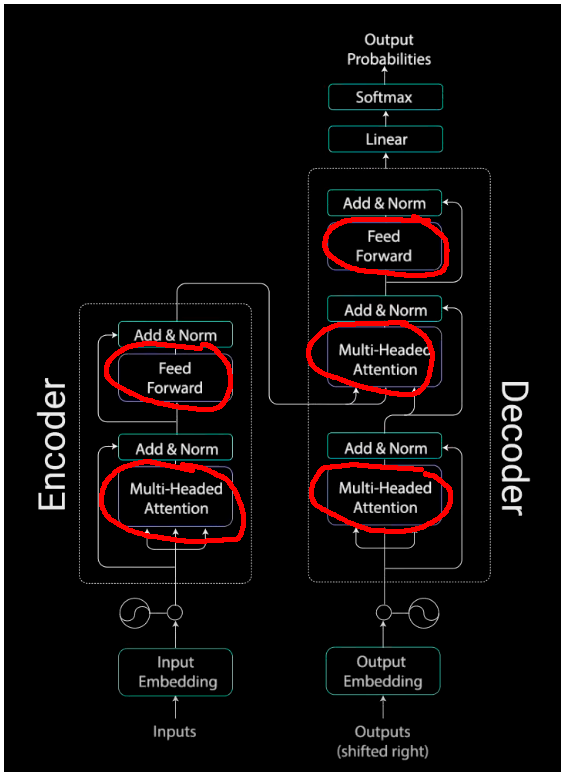 Output
Probabilities
Softmax
Linear
Add & Norm
Feed
Forward
Add & Norm
Multi-Headed
Attention
Add & Norm
Multi-Headed
Attention
Decoder
Encoder
Add & Norm
Feed
Forward
Add & Norm
Multi-Headed
Attention
Input
Embedding
Inputs
Output
Embedding
Outputs
(shifted right)